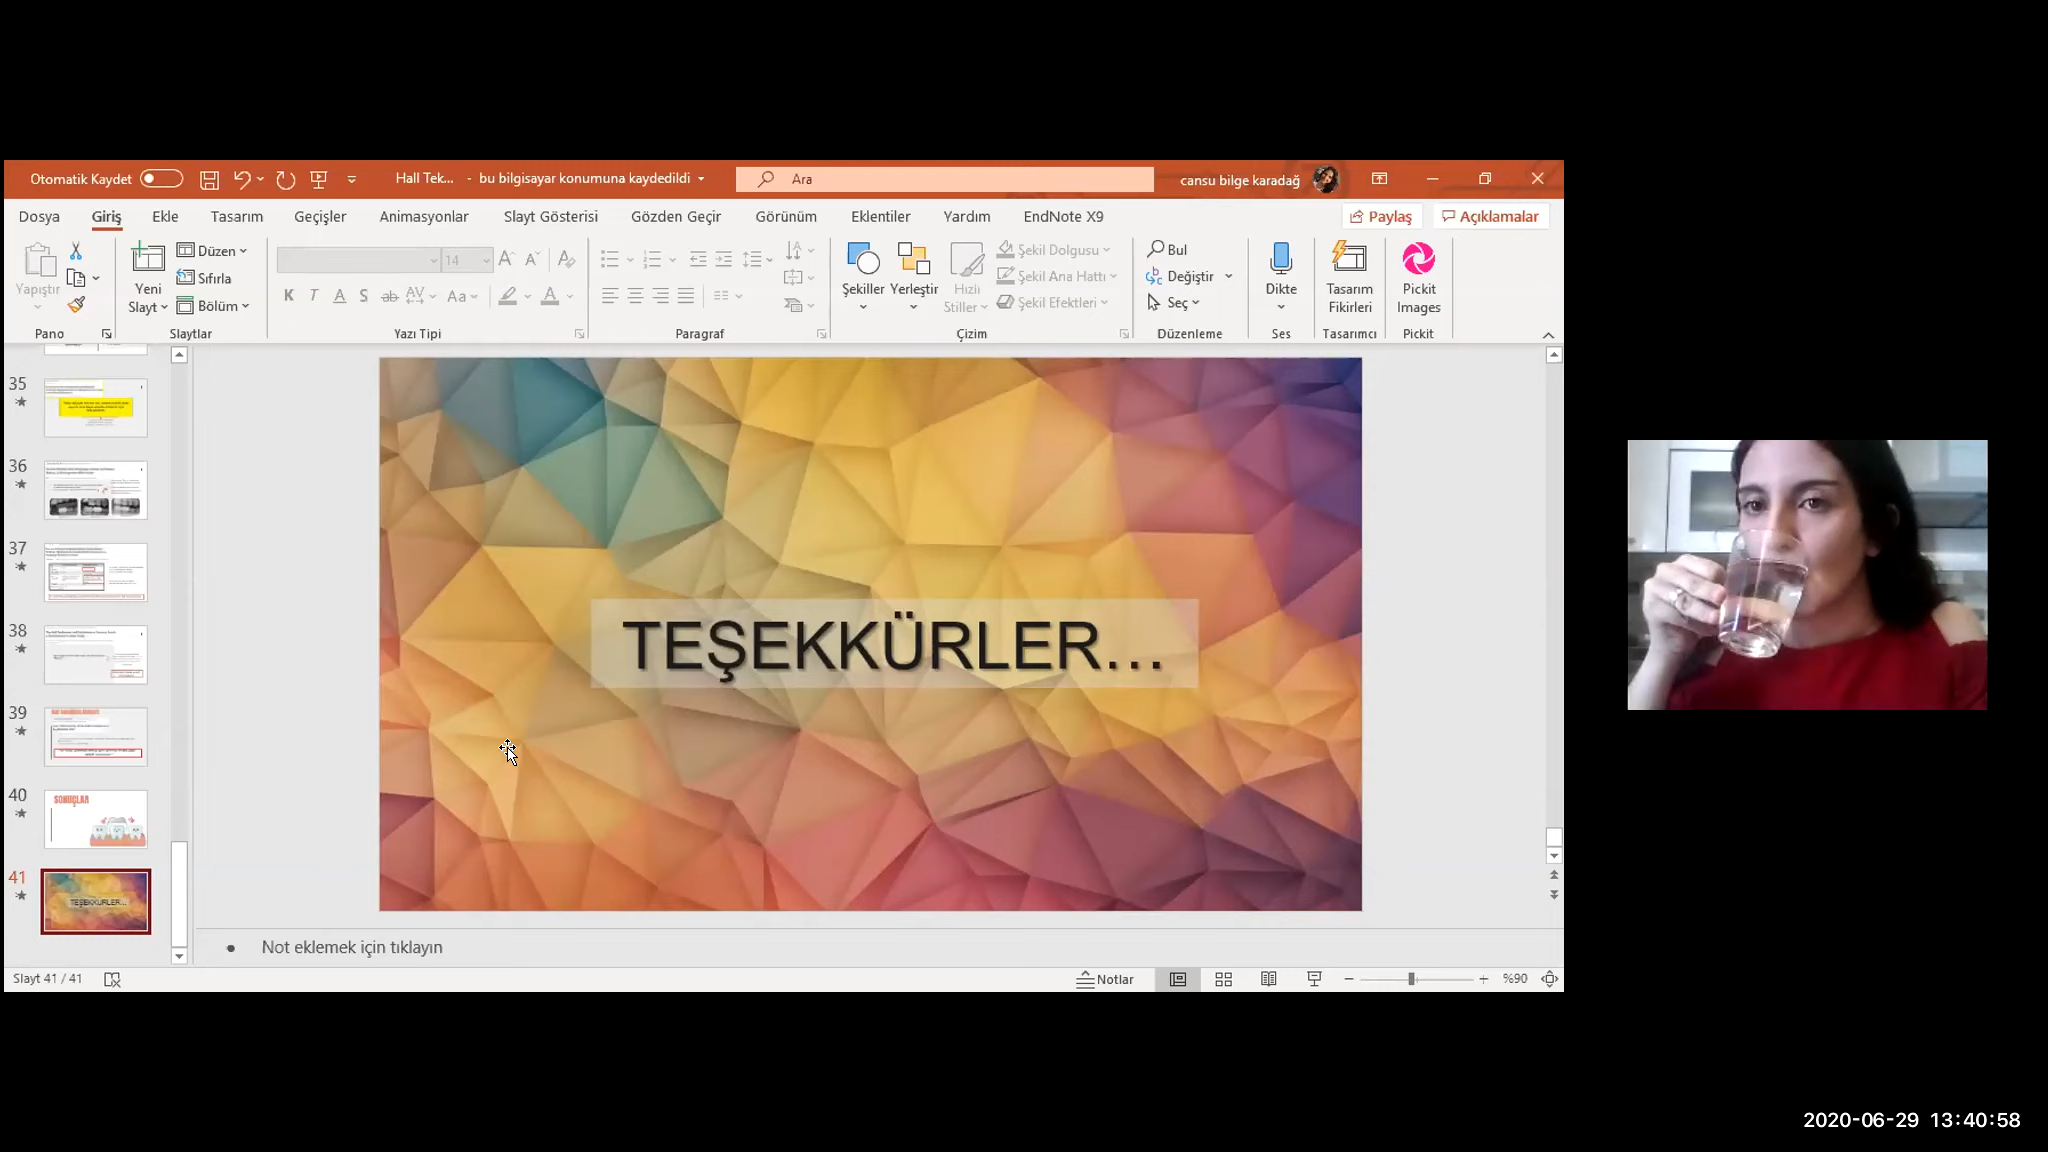 Otomatik Kaydet
Hall Tek... - bu bilgisayar konumuna kaydedildi
Ara
cansu bilge karadağ
Dosya Giriş Ekle Tasarım Geçişler Animasyonlar Slayt Gösterisi Gözden Geçir Görünüm Eklentiler Yardım EndNote X9
Paylaş Açıklamalar
Yapıştır
Pano
Yeni
Slayt
Düzen
Sıfırla
Bölüm
Slaytlar
14
K T A S ab AV Aa A
Yazı Tipi
Paragraf
Şekiller Yerleştir
Hızlı
Stiller
Şekil Dolgusu
Şekil Ana Hattı
Şekil Efektleri
Çizim
Bul
Değiştir
Seç
Düzenleme
Dikte
Ses
Tasarım
Fikirleri
Tasarımcı
Pickit
Images
Pickit
35
36
37
38
39
40
SONUÇLAR
41
TEŞEKKÜRLER...
TEŞEKKÜRLER...
Not eklemek için tıklayın
Slayt 41 / 41
Notlar
%90
2020-06-29 13:40:58